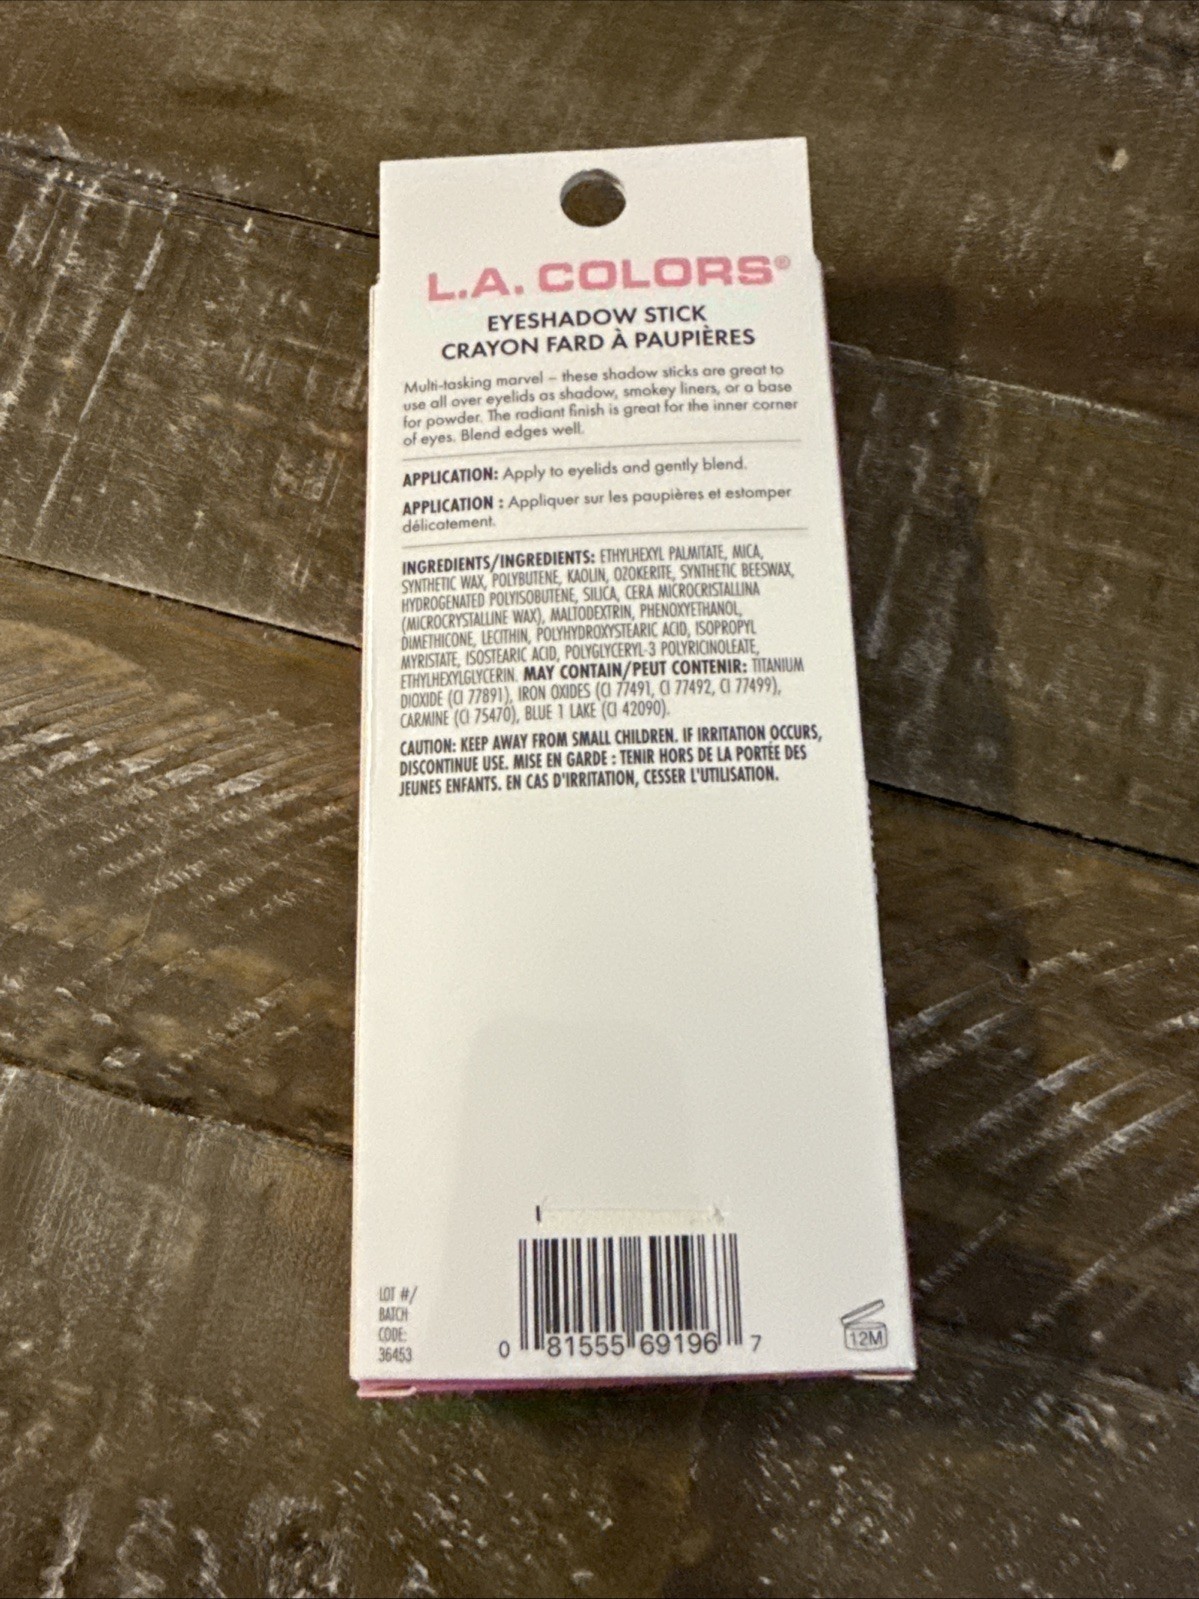 L.A. COLORS®
EYESHADOW STICK
CRAYON FARD À PAUPIÈRES
Multi-tasking marvel – these shadow sticks are great to
use all over eyelids as shadow, smokey liners, or a base
for powder. The radiant finish is great for the inner corner
of eyes. Blend edges well.
APPLICATION: Apply to eyelids and gently blend.
APPLICATION : Appliquer sur les paupières et estomper
délicatement.
INGREDIENTS/INGREDIENTS: ETHYLHEXYL PALMITATE, MICA,
SYNTHETIC WAX, POLYBUTENE, KAOLIN, OZOKERITE, SYNTHETIC BEESWAX,
HYDROGENATED POLYISOBUTENE, SILICA, CERA MICROCRISTALLINA
(MICROCRYSTALLINE WAX), MALTODEXTRIN, PHENOXYETHANOL,
DIMETHICONE, LECITHIN, POLYHYDROXYSTEARIC ACID, ISOPROPYL
MYRISTATE, ISOSTEARIC ACID, POLYGLYCERYL-3 POLYRICINOLEATE,
ETHYLHEXYLGLYCERIN. MAY CONTAIN/PEUT CONTENIR: TITANIUM
DIOXIDE (CI 77891), IRON OXIDES (CI 77491, CI 77492, CI 77499),
CARMINE (CI 75470), BLUE 1 LAKE (CI 42090).
CAUTION: KEEP AWAY FROM SMALL CHILDREN. IF IRRITATION OCCURS,
DISCONTINUE USE. MISE EN GARDE : TENIR HORS DE LA PORTÉE DES
JEUNES ENFANTS. EN CAS D'IRRITATION, CESSER L'UTILISATION.
LOT #/
BATCH
CODE:
36453
0 81555 69196 7
12M